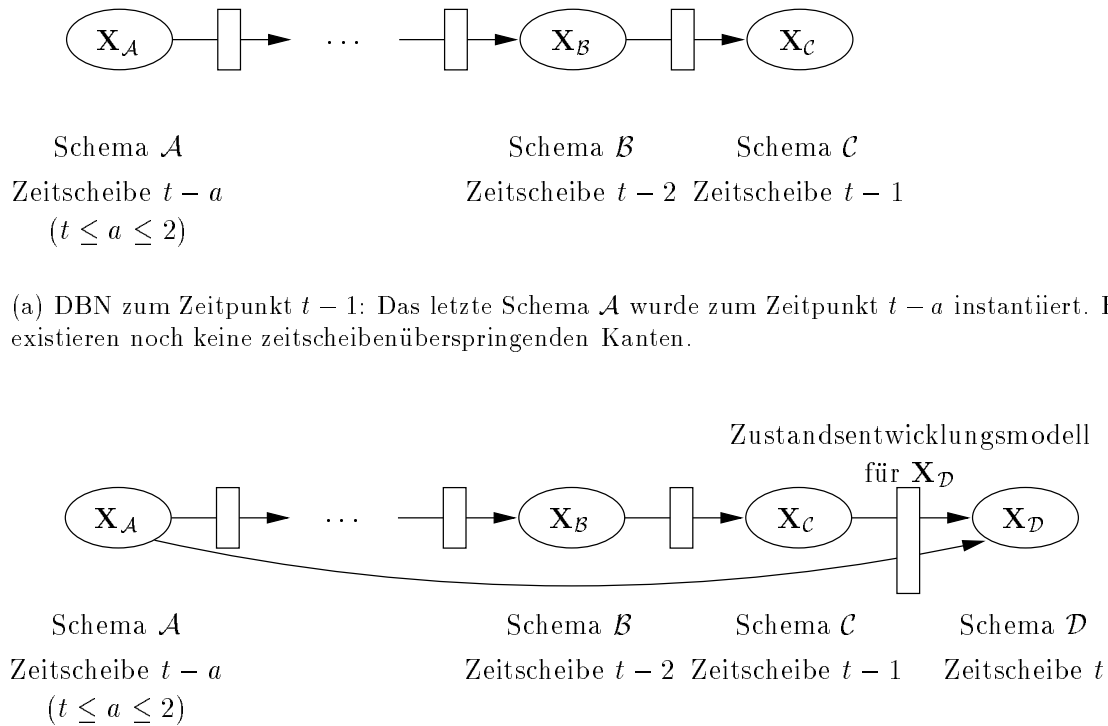 X_𝒜 ... X_ℬ X_𝒞
Schema 𝒜 Schema ℬ Schema 𝒞
Zeitscheibe t − a Zeitscheibe t − 2 Zeitscheibe t − 1
(t ≤ a ≤ 2)
(a) DBN zum Zeitpunkt t − 1: Das letzte Schema 𝒜 wurde zum Zeitpunkt t − a instantiiert.
existieren noch keine zeitscheibenüberspringenden Kanten.
Zustandsentwicklungsmodell
für X_𝒟
X_𝒜 ... X_ℬ X_𝒞 X_𝒟
Schema 𝒜 Schema ℬ Schema 𝒞 Schema 𝒟
Zeitscheibe t − a Zeitscheibe t − 2 Zeitscheibe t − 1 Zeitscheibe t
(t ≤ a ≤ 2)